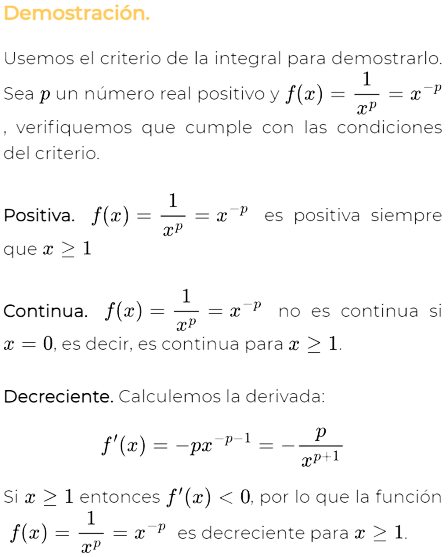 Demostración.
Usemos el criterio de la integral para demostrarlo.
Sea p un número real positivo y f(x) = 1/x^p = x^{-p}
, verifiquemos que cumple con las condiciones
del criterio.
Positiva. f(x) = 1/x^p = x^{-p} es positiva siempre
que x ≥ 1
Continua. f(x) = 1/x^p = x^{-p} no es continua si
x = 0, es decir, es continua para x ≥ 1.
Decreciente. Calculemos la derivada:
f'(x) = -px^{-p-1} = -p/x^{p+1}
Si x ≥ 1 entonces f'(x) < 0, por lo que la función
f(x) = 1/x^p = x^{-p} es decreciente para x ≥ 1.